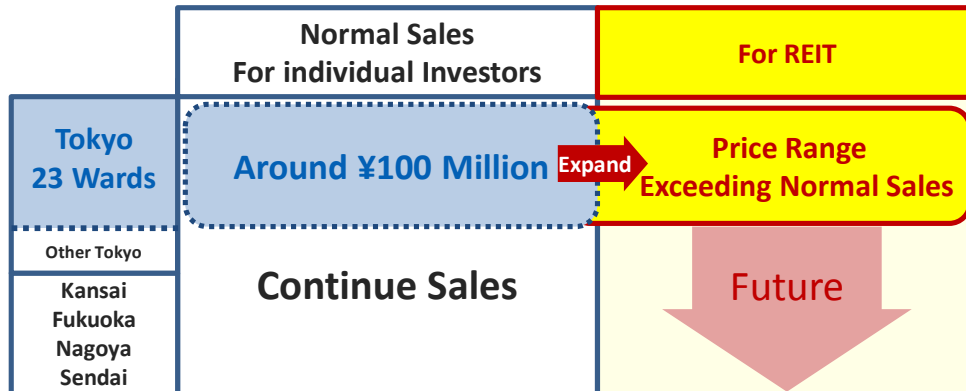 Normal Sales
For individual Investors
For REIT
Tokyo
23 Wards
Around ¥100 Million
Expand
Price Range
Exceeding Normal Sales
Other Tokyo
Continue Sales
Future
Kansai
Fukuoka
Nagoya
Sendai